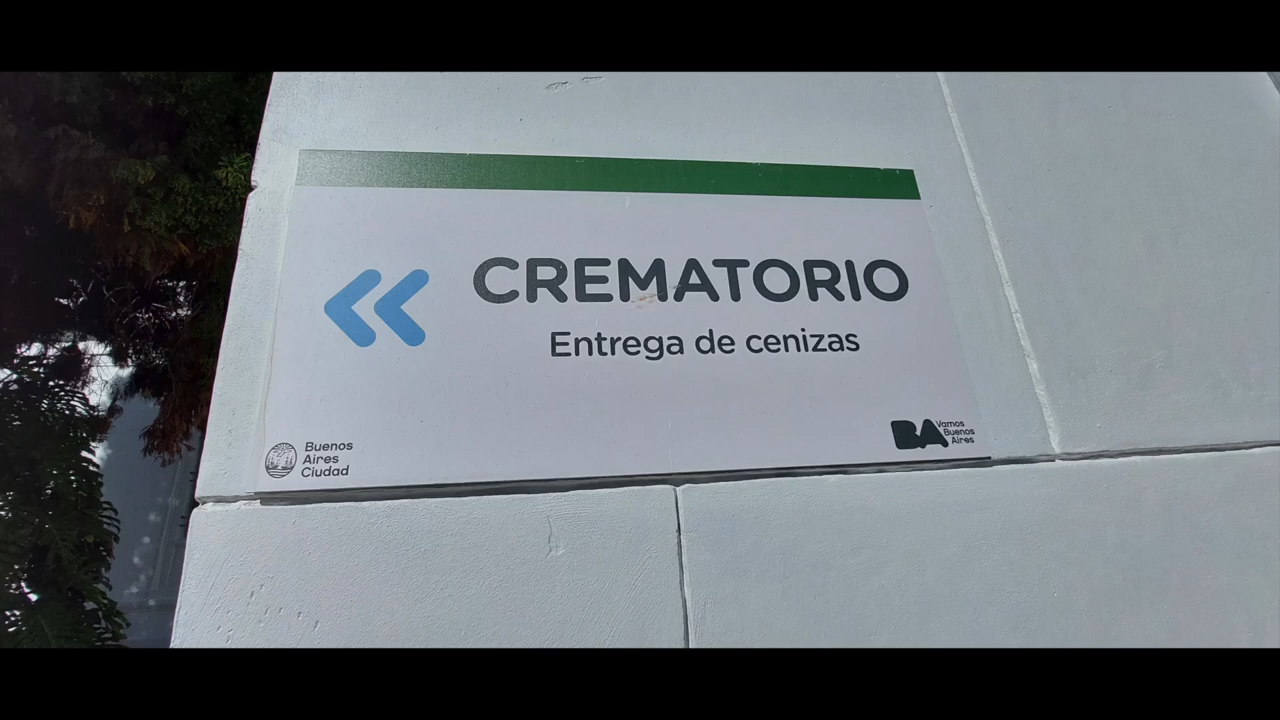 CREMATORIO
Entrega de cenizas
Buenos
Aires
Ciudad
BA
Vamos
Buenos
Aires